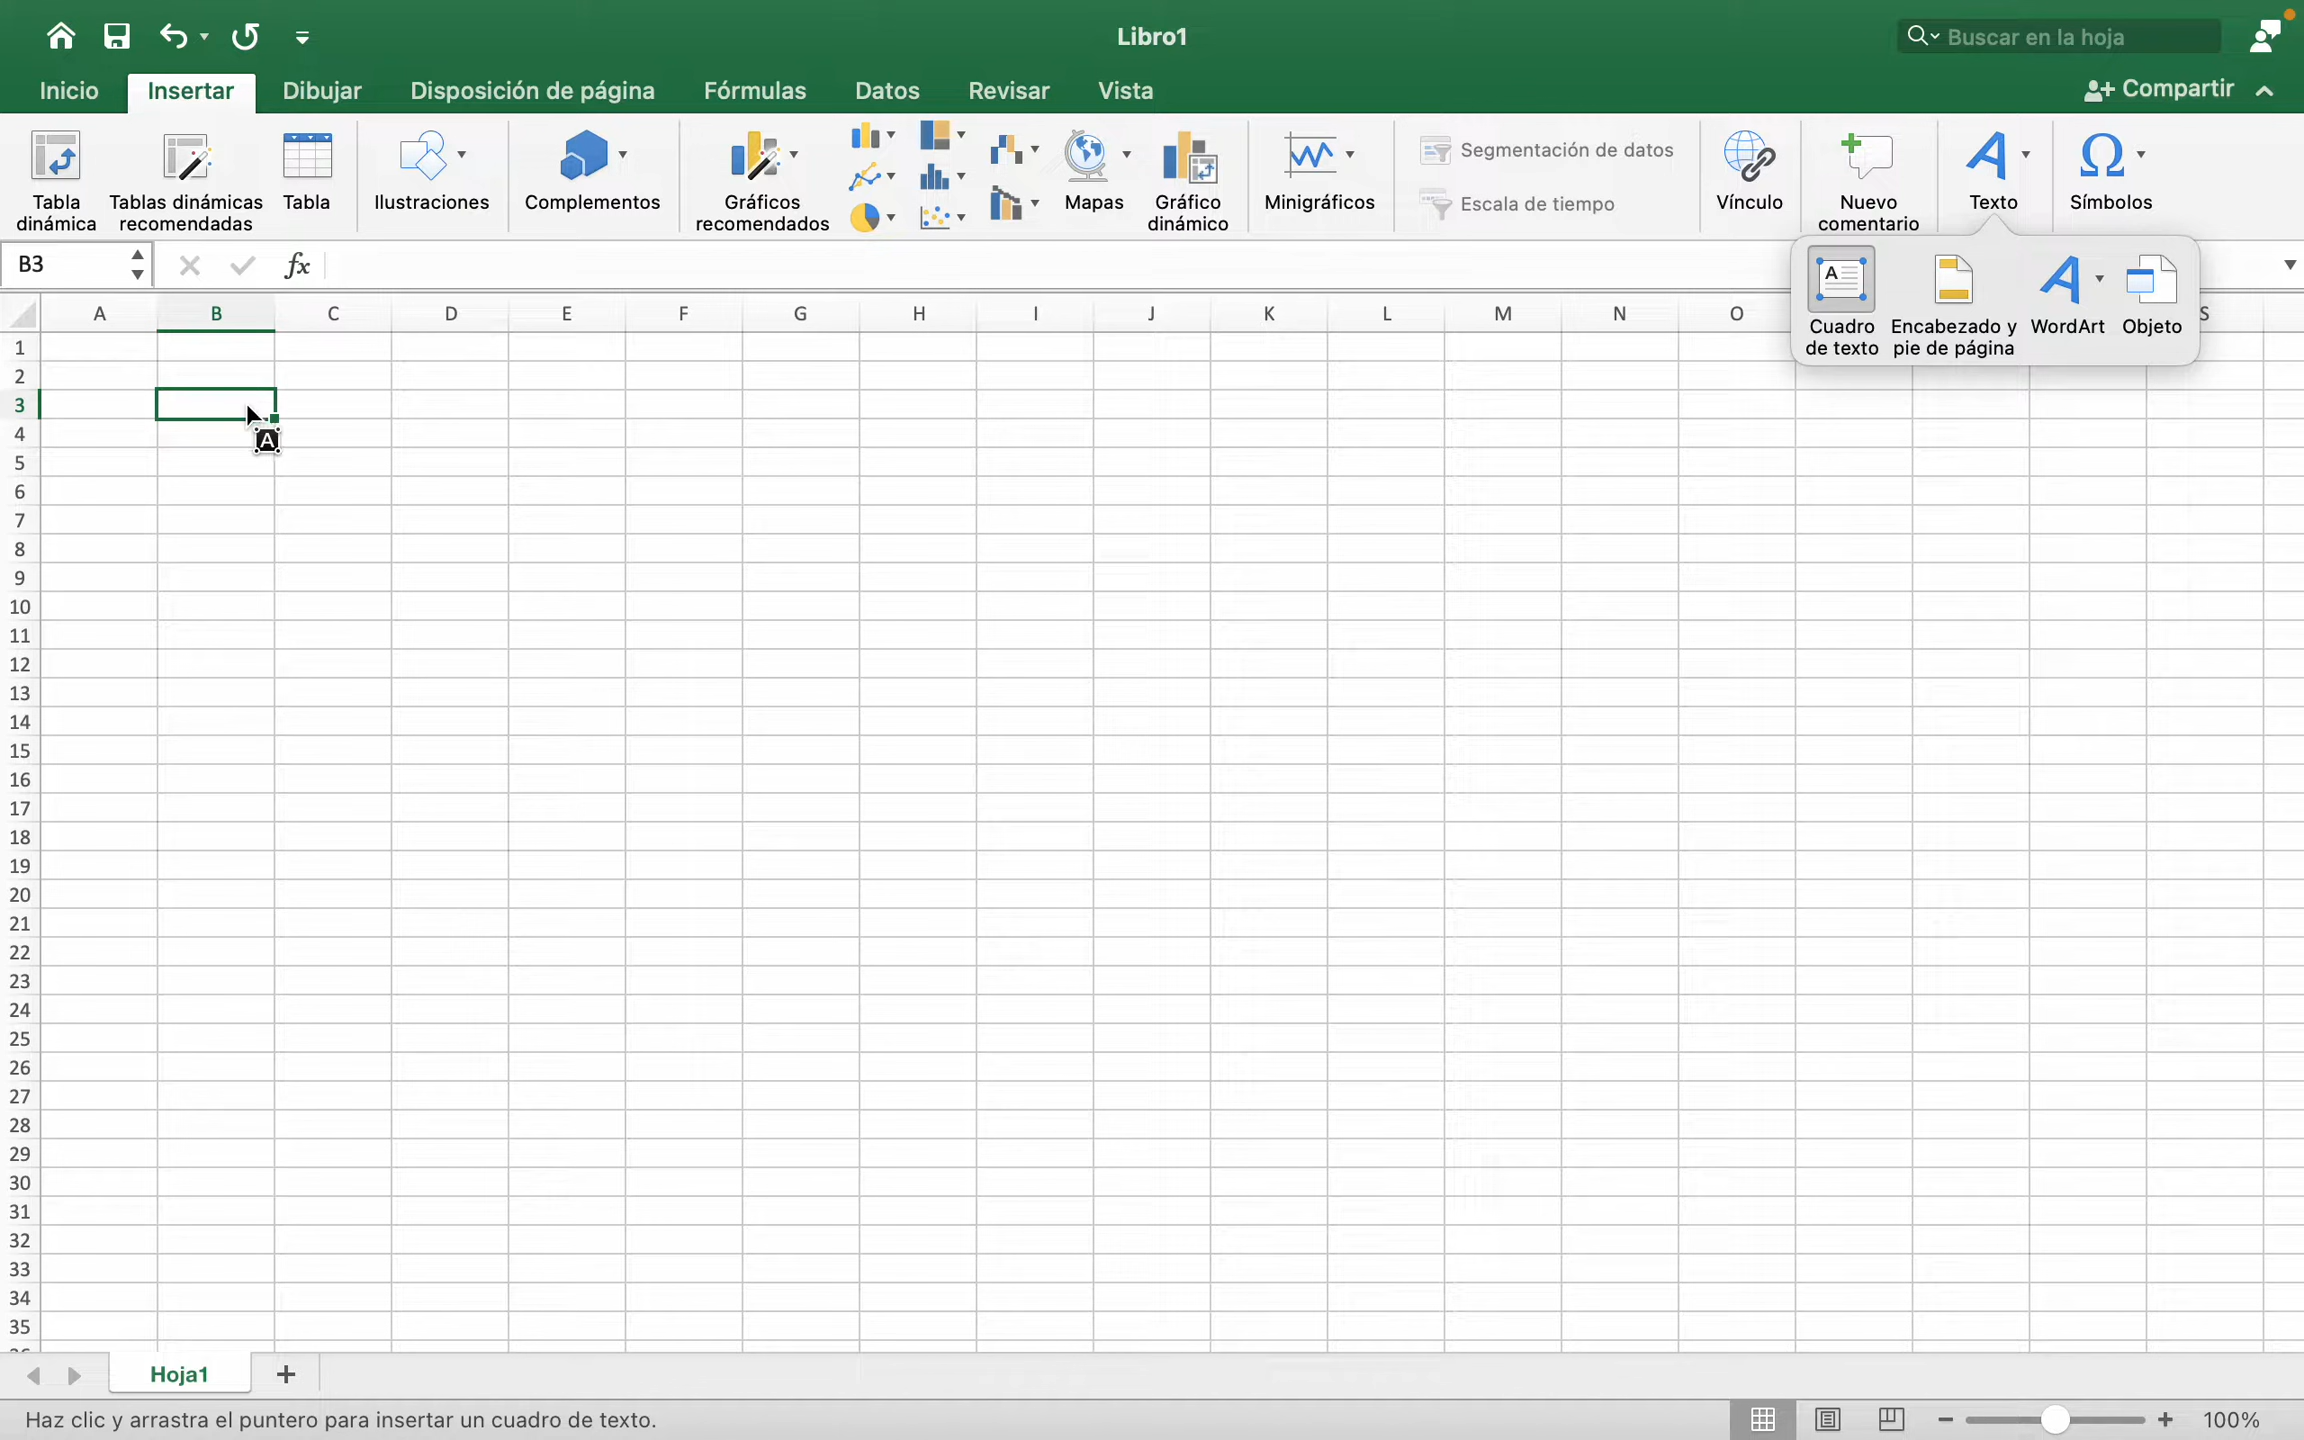 Libro1
Buscar en la hoja
Inicio Insertar Dibujar Disposición de página Fórmulas Datos Revisar Vista Compartir
Tabla dinámica
Tablas dinámicas recomendadas
Tabla
Ilustraciones
Complementos
Gráficos recomendados
Mapas
Gráfico dinámico
Minigráficos
Segmentación de datos
Escala de tiempo
Vínculo
Nuevo comentario
Texto
Símbolos
B3
fx
Cuadro de texto
Encabezado y pie de página
WordArt
Objeto
A B C D E F G H I J K L M N O S
1
2
3
4
5
6
7
8
9
10
11
12
13
14
15
16
17
18
19
20
21
22
23
24
25
26
27
28
29
30
31
32
33
34
35
Hoja1
Haz clic y arrastra el puntero para insertar un cuadro de texto.
100%